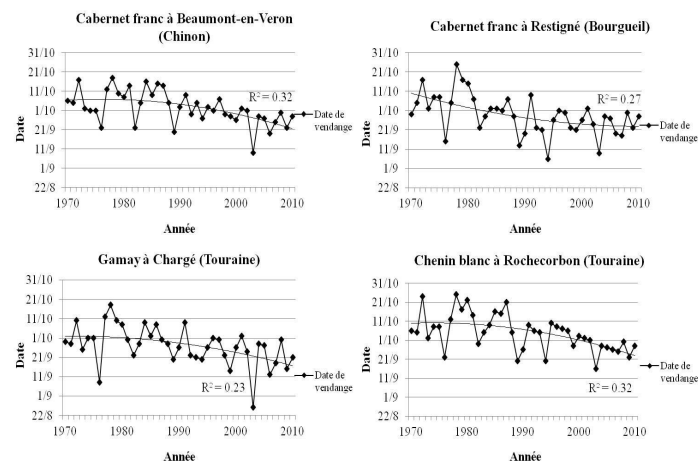 Cabernet franc à Beaumont-en-Veron
(Chinon)
31/10
21/10
11/10
1/10
21/9
11/9
1/9
22/8
Date
R² = 0.32
Date de
vendange
1970
1980
1990
2000
2010
Année
Cabernet franc à Restigné (Bourgueil)
31/10
21/10
11/10
1/10
21/9
11/9
1/9
22/8
Date
R² = 0.27
Date de
vendange
1970
1980
1990
2000
2010
Année
Gamay à Chargé (Touraine)
31/10
21/10
11/10
1/10
21/9
11/9
1/9
22/8
Date
R² = 0.23
Date de
vendange
1970
1980
1990
2000
2010
Année
Chenin blanc à Rochecorbon (Touraine)
31/10
21/10
11/10
1/10
21/9
11/9
1/9
22/8
Date
R² = 0.32
Date de
vendange
1970
1980
1990
2000
2010
Année